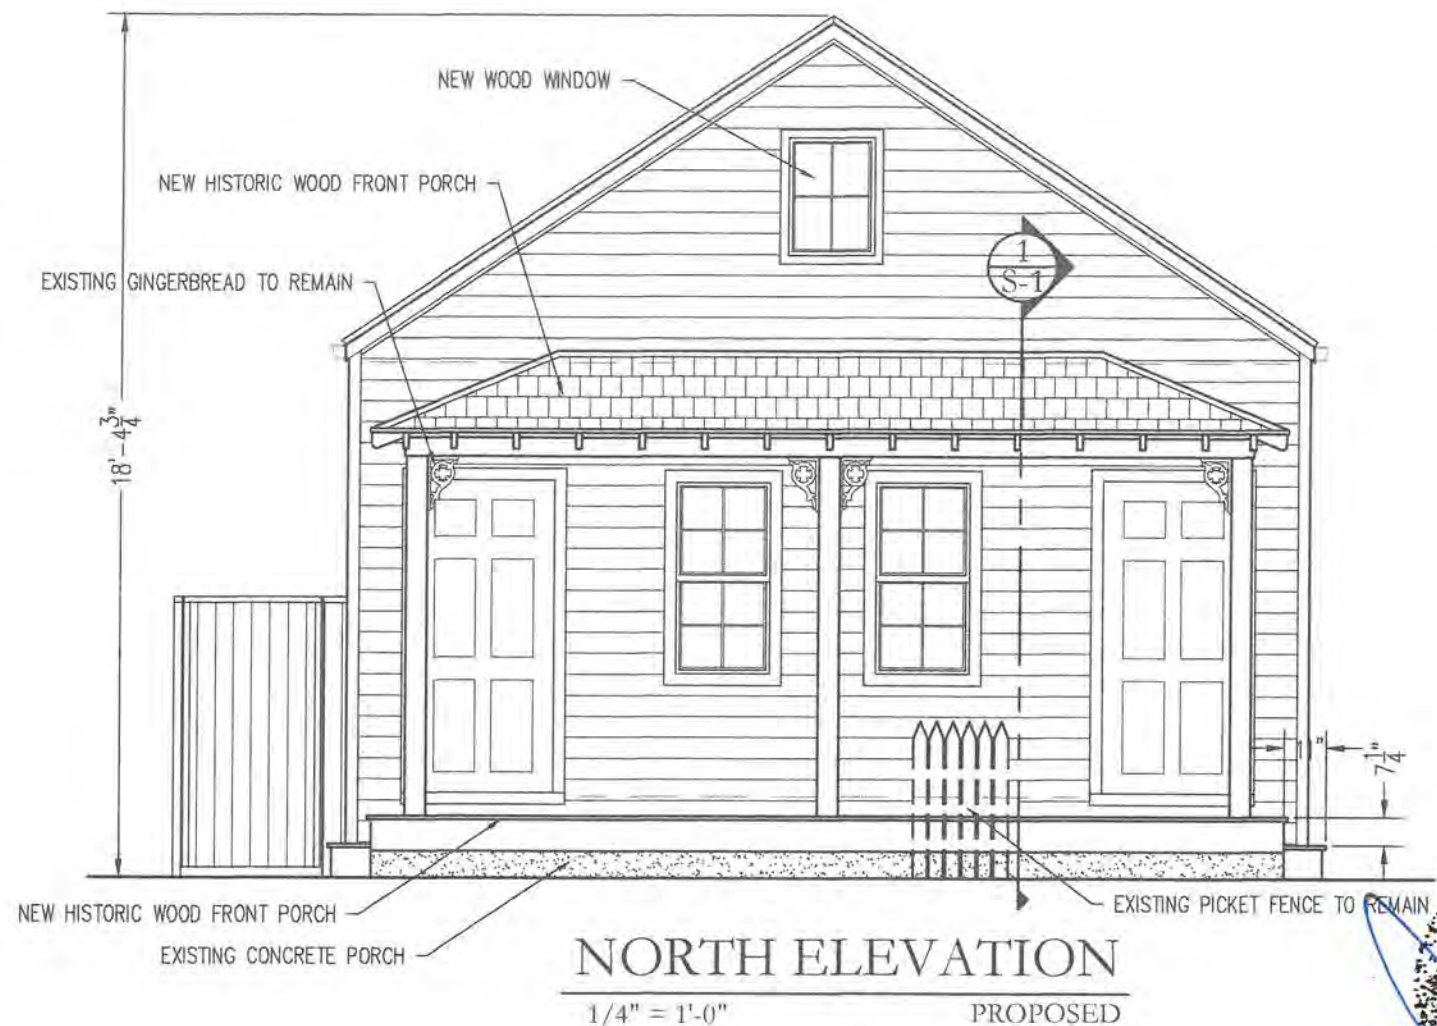 NEW WOOD WINDOW
NEW HISTORIC WOOD FRONT PORCH
1
S-1
EXISTING GINGERBREAD TO REMAIN
18'-4 3/4"
7 1/4"
NEW HISTORIC WOOD FRONT PORCH
EXISTING PICKET FENCE TO REMAIN
EXISTING CONCRETE PORCH
NORTH ELEVATION
1/4" = 1'-0" PROPOSED